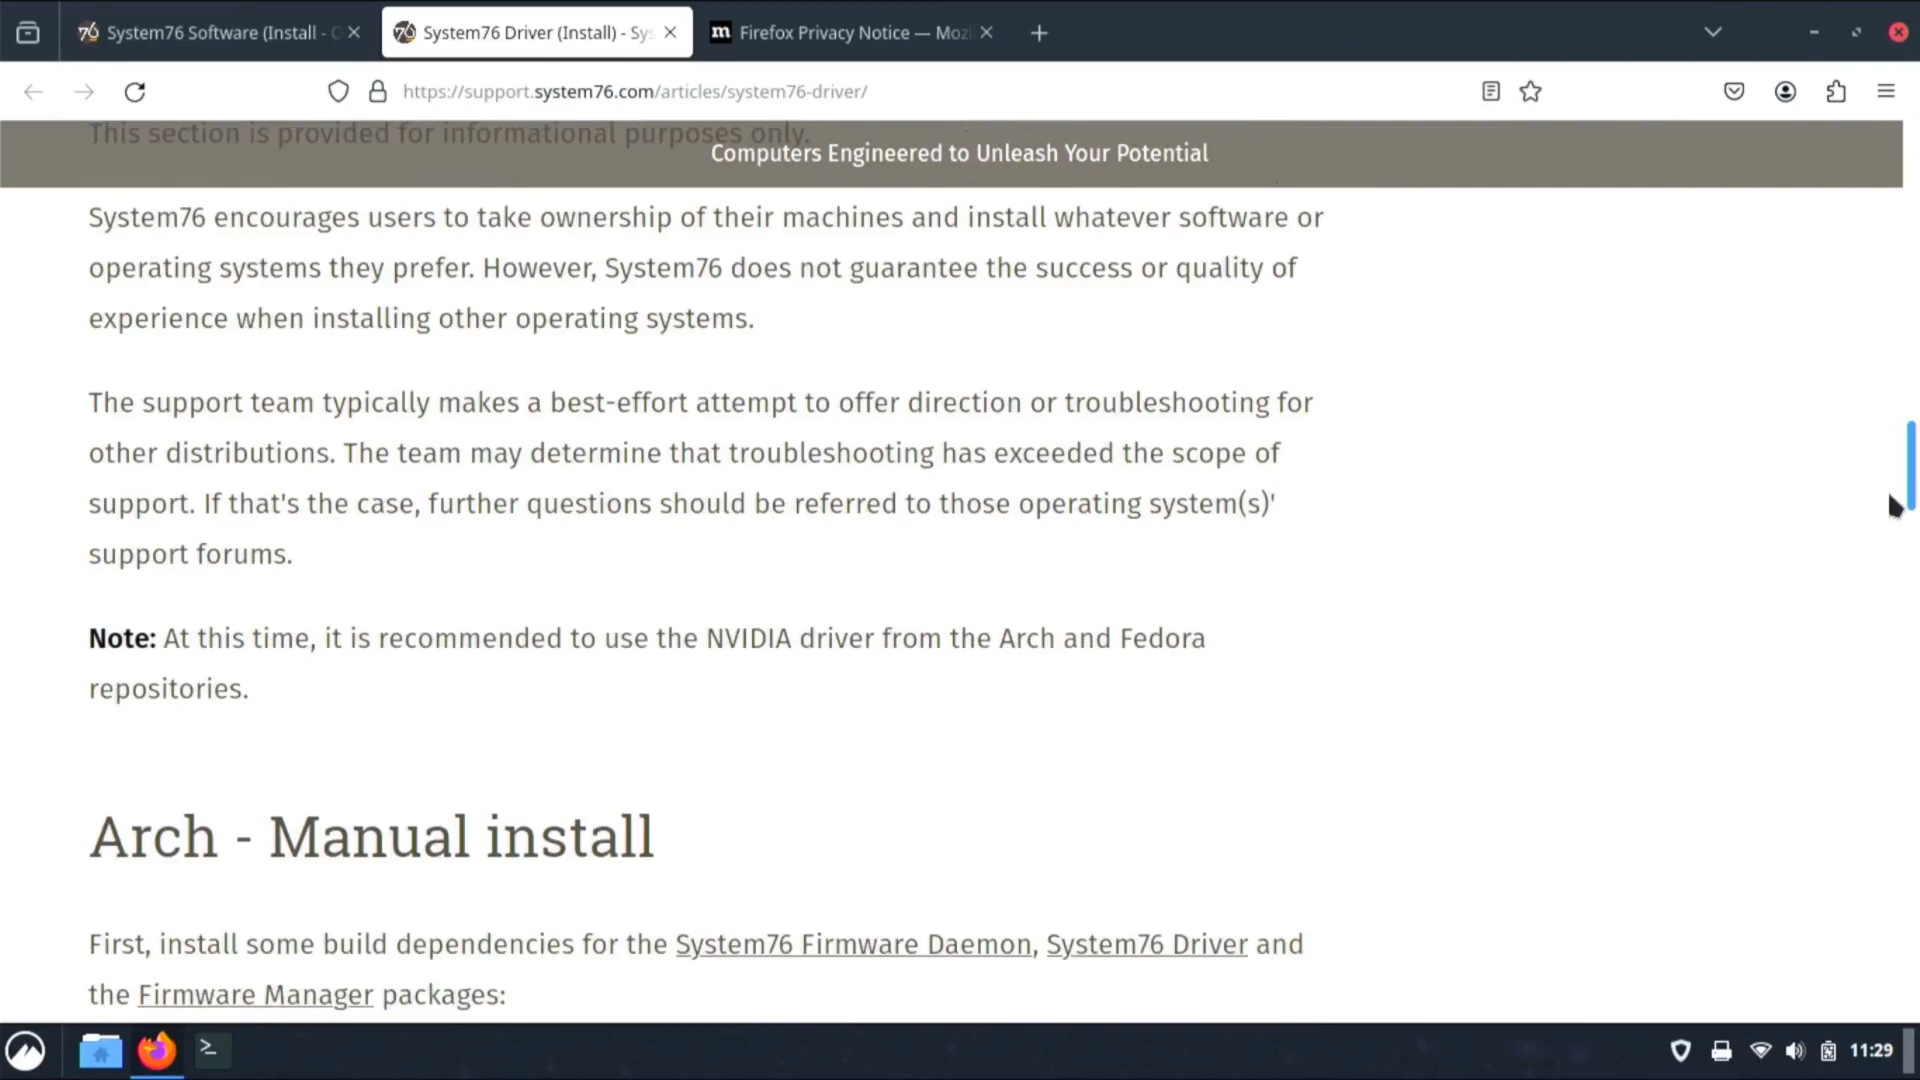 System76 Software (Install - O
System76 Driver (Install) - Sys
m Firefox Privacy Notice — Mozi
https://support.system76.com/articles/system76-driver/
This section is provided for informational purposes only.
Computers Engineered to Unleash Your Potential
System76 encourages users to take ownership of their machines and install whatever software or
operating systems they prefer. However, System76 does not guarantee the success or quality of
experience when installing other operating systems.
The support team typically makes a best-effort attempt to offer direction or troubleshooting for
other distributions. The team may determine that troubleshooting has exceeded the scope of
support. If that's the case, further questions should be referred to those operating system(s)'
support forums.
Note: At this time, it is recommended to use the NVIDIA driver from the Arch and Fedora
repositories.
Arch - Manual install
First, install some build dependencies for the System76 Firmware Daemon, System76 Driver and
the Firmware Manager packages:
11:29